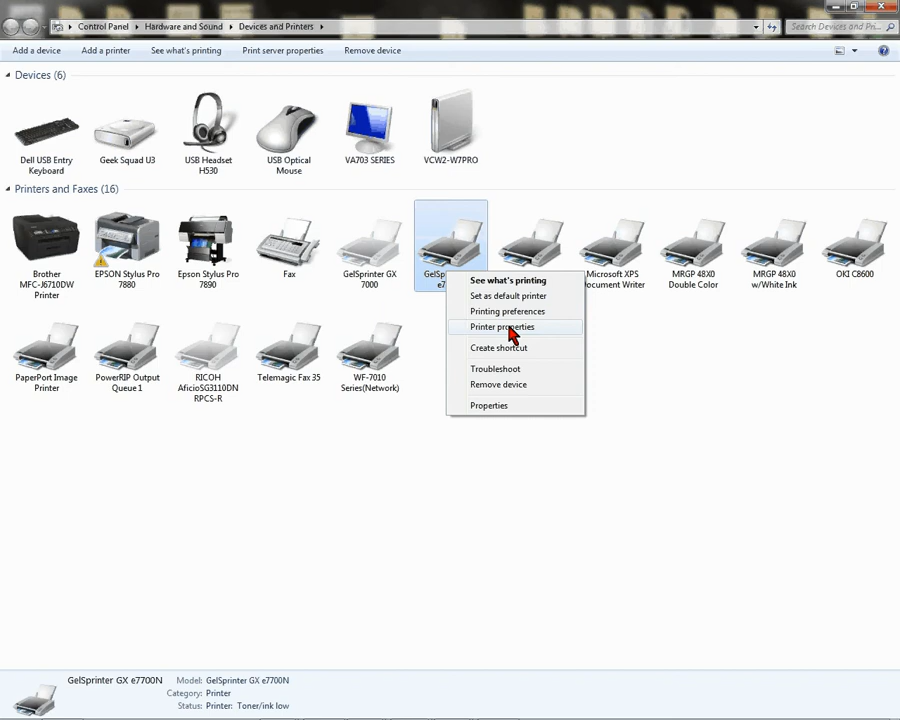 Control Panel ▸ Hardware and Sound ▸ Devices and Printers ▸
Search Devices and Pri...
Add a device Add a printer See what's printing Print server properties Remove device
Devices (6)
Dell USB Entry
Keyboard
Geek Squad U3
USB Headset
H530
USB Optical
Mouse
VA703 SERIES
VCW2-W7PRO
Printers and Faxes (16)
Brother
MFC-J6710DW
Printer
EPSON Stylus Pro
7880
Epson Stylus Pro
7890
Fax
GelSprinter GX
7000
GelSp
e7
Microsoft XPS
Document Writer
MRGP 48X0
Double Color
MRGP 48X0
w/White Ink
OKI C8600
See what's printing
Set as default printer
Printing preferences
Printer properties
Create shortcut
Troubleshoot
Remove device
Properties
PaperPort Image
Printer
PowerRIP Output
Queue 1
RICOH
AficioSG3110DN
RPCS-R
Telemagic Fax 35
WF-7010
Series(Network)
GelSprinter GX e7700N
Model: GelSprinter GX e7700N
Category: Printer
Status: Printer: Toner/ink low